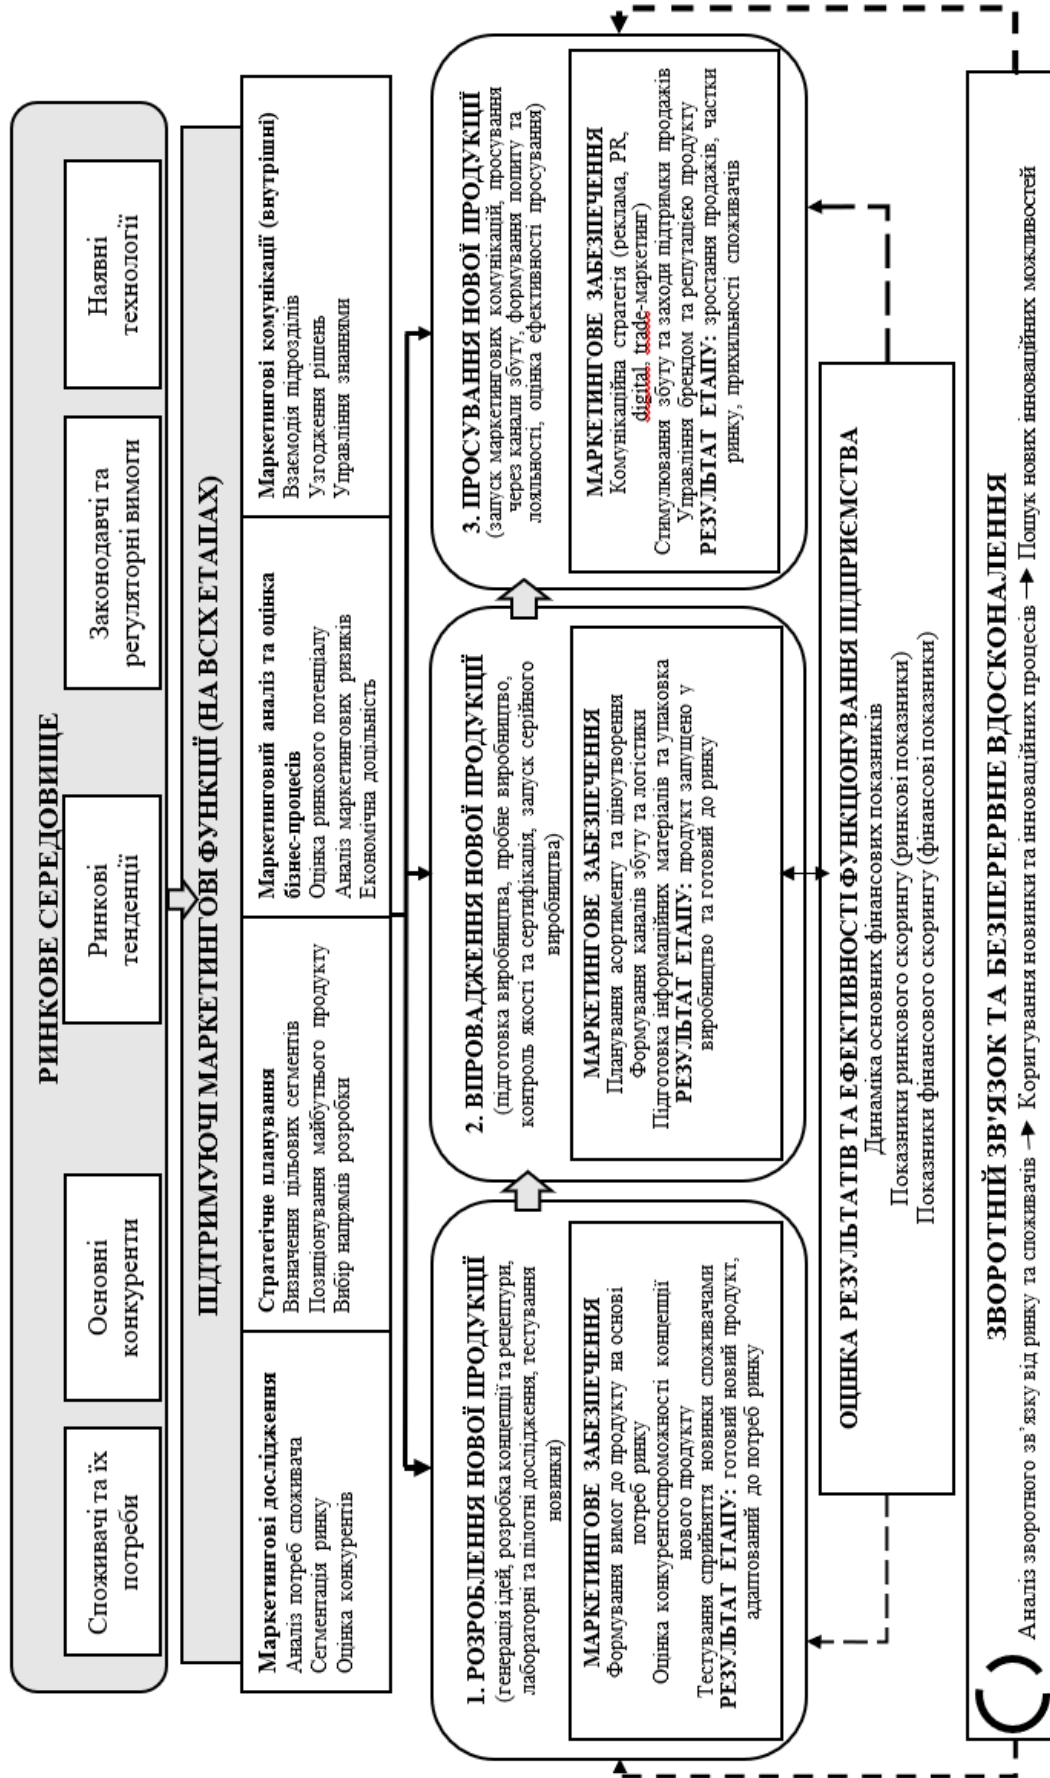 РИНКОВЕ СЕРЕДОВИЩЕ
Споживачі та їх
потреби
Основні
конкуренти
Ринкові
тенденції
Законодавчі та
регуляторні вимоги
Наявні
технології
ПІДТРИМУЮЧІ МАРКЕТИНГОВІ ФУНКЦІЇ (НА ВСІХ ЕТАПАХ)
Маркетингові дослідження
Аналіз потреб споживача
Сегментація ринку
Оцінка конкурентів
Стратегічне планування
Визначення цільових сегментів
Позиціонування майбутнього продукту
Вибір напрямів розробки
Маркетинговий аналіз та оцінка
бізнес-процесів
Оцінка ринкового потенціалу
Аналіз маркетингових ризиків
Економічна доцільність
Маркетингові комунікації (внутрішні)
Взаємодія підрозділів
Узгодження рішень
Управління знаннями
1. РОЗРОБЛЕННЯ НОВОЇ ПРОДУКЦІЇ
(генерація ідей, розробка концепції та рецептури,
лабораторні та пілотні дослідження, тестування
новинки)
МАРКЕТИНГОВЕ ЗАБЕЗПЕЧЕННЯ
Формування вимог до продукту на основі
потреб ринку
Оцінка конкурентоспроможності концепції
нового продукту
Тестування сприйняття новинки споживачами
РЕЗУЛЬТАТ ЕТАПУ: готовий новий продукт,
адаптований до потреб ринку
2. ВПРОВАДЖЕННЯ НОВОЇ ПРОДУКЦІЇ
(підготовка виробництва, пробне виробництво,
контроль якості та сертифікація, запуск серійного
виробництва)
МАРКЕТИНГОВЕ ЗАБЕЗПЕЧЕННЯ
Планування асортименту та ціноутворення
Формування каналів збуту та логістики
Підготовка інформаційних матеріалів та упаковка
РЕЗУЛЬТАТ ЕТАПУ: продукт запущено у
виробництво та готовий до ринку
3. ПРОСУВАННЯ НОВОЇ ПРОДУКЦІЇ
(запуск маркетингових комунікацій, просування
через канали збуту, формування попиту та
лояльності, оцінка ефективності просування)
МАРКЕТИНГОВЕ ЗАБЕЗПЕЧЕННЯ
Комунікаційна стратегія (реклама, PR,
digital, trade-маркетинг)
Стимулювання збуту та заходи підтримки продажів
Управління брендом та репутацією продукту
РЕЗУЛЬТАТ ЕТАПУ: зростання продажів, частки
ринку, прихильності споживачів
ОЦІНКА РЕЗУЛЬТАТІВ ТА ЕФЕКТИВНОСТІ ФУНКЦІОНУВАННЯ ПІДПРИЄМСТВА
Динаміка основних фінансових показників
Показники ринкового скорингу (ринкові показники)
Показники фінансового скорингу (фінансові показники)
ЗВОРОТНІЙ ЗВ'ЯЗОК ТА БЕЗПЕРЕРВНЕ ВДОСКОНАЛЕННЯ
Аналіз зворотного зв'язку від ринку та споживачів → Коригування новинки та інноваційних процесів → Пошук нових інноваційних можливостей